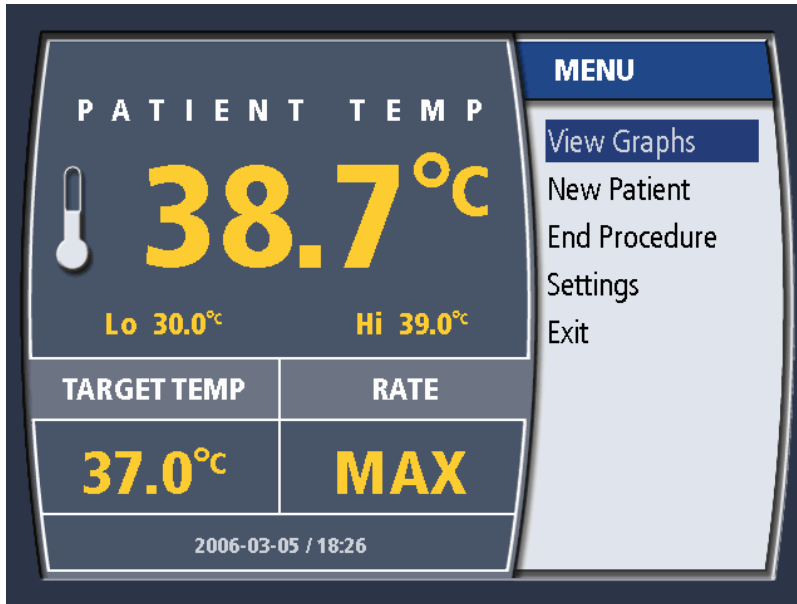 PATIENT TEMP
38.7°C
Lo 30.0°C Hi 39.0°C
TARGET TEMP RATE
37.0°C MAX
2006-03-05 / 18:26
MENU
View Graphs
New Patient
End Procedure
Settings
Exit